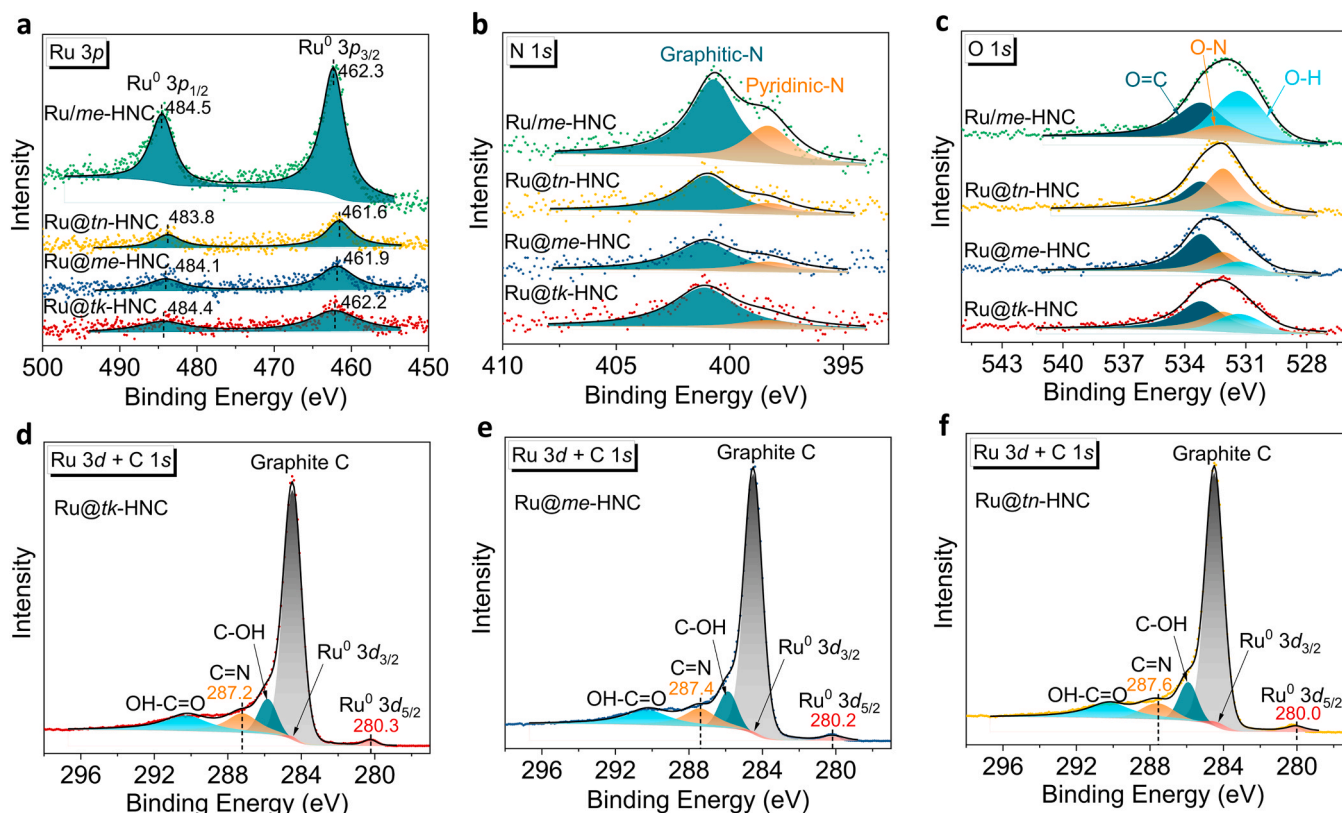 a
Ru 3p
Ru⁰ 3p₃/₂
462.3
Ru⁰ 3p₁/₂
484.5
Ru/me-HNC
Ru@tn-HNC
483.8
461.6
Ru@me-HNC
484.1
461.9
Ru@tk-HNC
484.4
462.2
Intensity
500 490 480 470 460 450
Binding Energy (eV)
b
N 1s
Graphitic-N
Pyridinic-N
Ru/me-HNC
Ru@tn-HNC
Ru@me-HNC
Ru@tk-HNC
Intensity
410 405 400 395
Binding Energy (eV)
c
O 1s
O-N
O=C
O-H
Ru/me-HNC
Ru@tn-HNC
Ru@me-HNC
Ru@tk-HNC
Intensity
543 540 537 534 531 528
Binding Energy (eV)
d
Ru 3d + C 1s
Graphite C
Ru@tk-HNC
C-OH
Ru⁰ 3d₃/₂
C=N
287.2
OH-C=O
Ru⁰ 3d₅/₂
280.3
Intensity
296 292 288 284 280
Binding Energy (eV)
e
Ru 3d + C 1s
Graphite C
Ru@me-HNC
C-OH
Ru⁰ 3d₃/₂
C=N
287.4
OH-C=O
Ru⁰ 3d₅/₂
280.2
Intensity
296 292 288 284 280
Binding Energy (eV)
f
Ru 3d + C 1s
Graphite C
Ru@tn-HNC
C-OH
Ru⁰ 3d₃/₂
C=N
287.6
OH-C=O
Ru⁰ 3d₅/₂
280.0
Intensity
296 292 288 284 280
Binding Energy (eV)